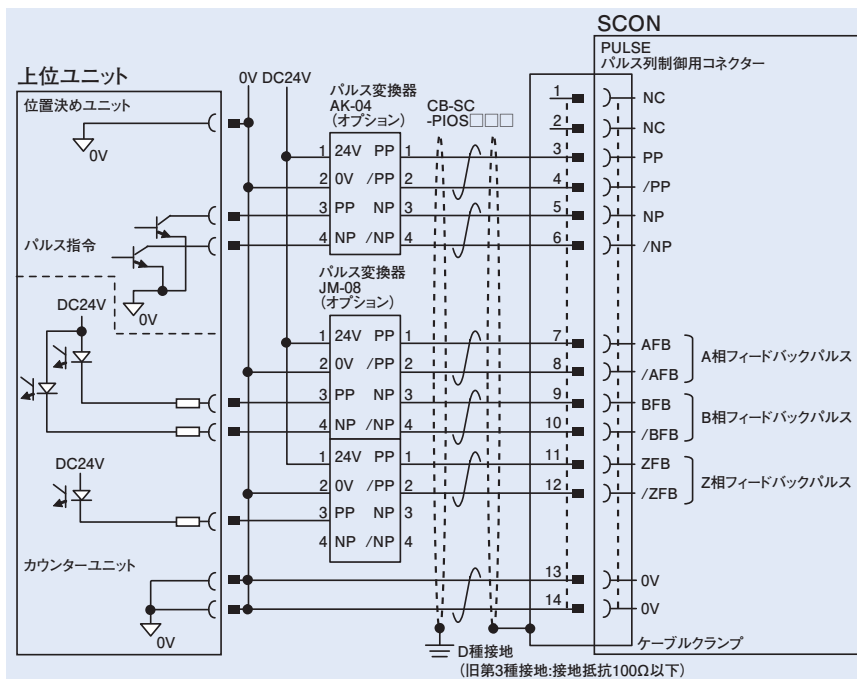 SCON
PULSE
パルス列制御用コネクター
上位ユニット
0V DC24V
位置決めユニット
0V
パルス指令
DC24V
0V
DC24V
カウンターユニット
0V
パルス変換器
AK-04
(オプション)
CB-SC
-PIOS□□□
1 24V PP 1
2 0V /PP 2
3 PP NP 3
4 NP /NP 4
パルス変換器
JM-08
(オプション)
1 24V PP 1
2 0V /PP 2
3 PP NP 3
4 NP /NP 4
1 24V PP 1
2 0V /PP 2
3 PP NP 3
4 NP /NP 4
1 NC
2 NC
3 PP
4 /PP
5 NP
6 /NP
7 AFB
8 /AFB
A相フィードバックパルス
9 BFB
10 /BFB
B相フィードバックパルス
11 ZFB
12 /ZFB
Z相フィードバックパルス
13 0V
14 0V
ケーブルクランプ
D種接地
(旧第3種接地:接地抵抗100Ω以下)